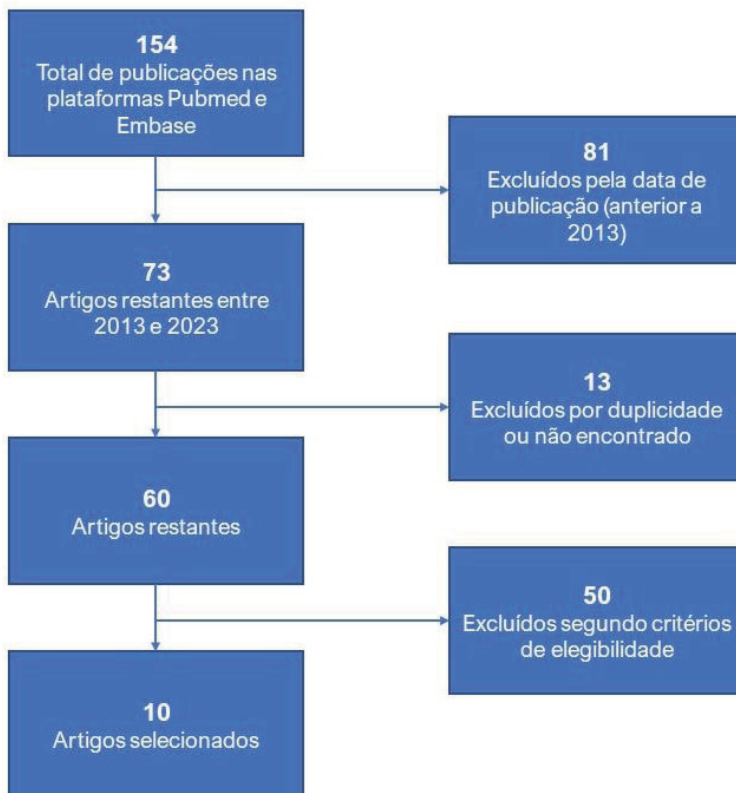 154
Total de publicações nas
plataformas Pubmed e
Embase
81
Excluídos pela data de
publicação (anterior a
2013)
73
Artigos restantes entre
2013 e 2023
13
Excluídos por duplicidade
ou não encontrado
60
Artigos restantes
50
Excluídos segundo critérios
de elegibilidade
10
Artigos selecionados